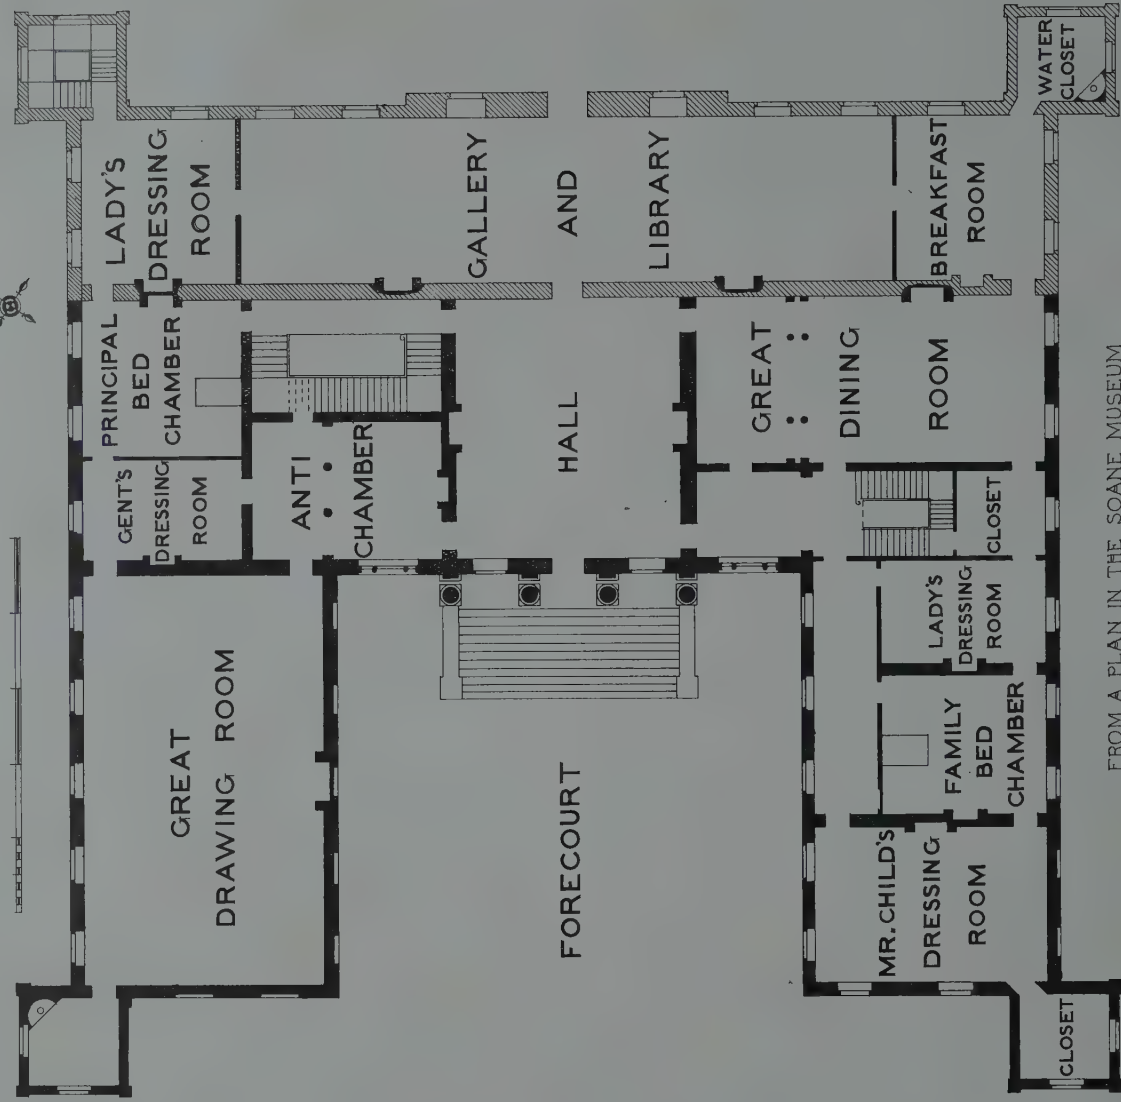 LADY'S
DRESSING
ROOM
GALLERY
AND
LIBRARY
BREAKFAST
ROOM
WATER
CLOSET
PRINCIPAL
BED
CHAMBER
GENT'S
DRESSING
ROOM
ANTI
CHAMBER
HALL
GREAT
DINING
ROOM
CLOSET
LADY'S
DRESSING
ROOM
GREAT
DRAWING ROOM
FORECOURT
FAMILY
BED
CHAMBER
MR. CHILD'S
DRESSING
ROOM
CLOSET
FROM A PLAN IN THE SOANE MUSEUM